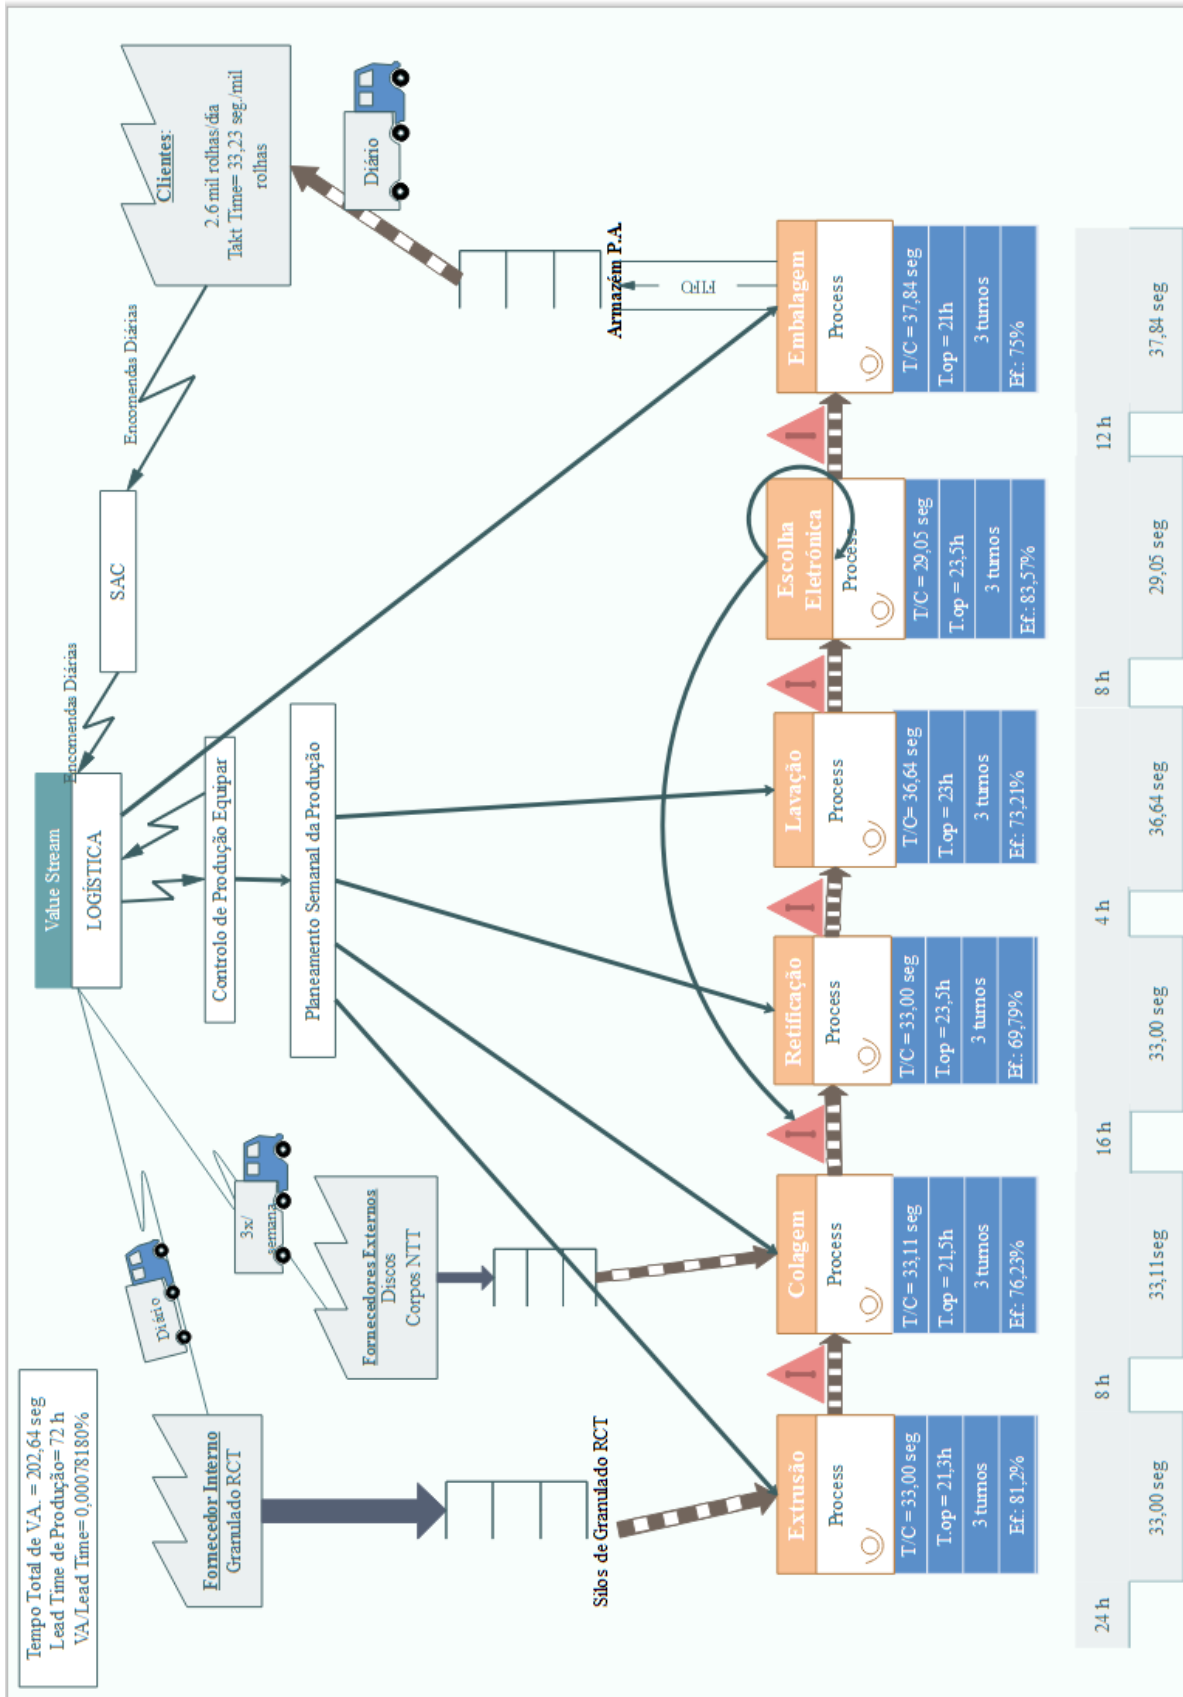 Tempo Total de V.A. = 202,64 seg
Lead Time de Produção= 72 h
VA/Lead Time= 0,00078180%
Value Stream
LOGÍSTICA
Encomendas Diárias
SAC
Encomendas Diárias
Clientes:
2.6 mil rolhas/dia
Takt Time= 33,23 seg./mil
rolhas
Controlo de Produção Equipar
Planeamento Semanal da Produção
Diário
3x/
semana
Diário
Fornecedor Interno
Granulado RCT
Fornecedores Externos
Discos
Corpos NTT
Silos de Granulado RCT
Armazém P.A.
FIFO
Extrusão
Process
T/C = 33,00 seg
T.op = 21,3h
3 turnos
Ef.: 81,2%
I
Colagem
Process
T/C = 33,11 seg
T.op = 21,5h
3 turnos
Ef.: 76,23%
I
Retificação
Process
T/C = 33,00 seg
T.op = 23,5h
3 turnos
Ef.: 69,79%
I
Lavação
Process
T/C= 36,64 seg
T.op = 23h
3 turnos
Ef.: 73,21%
I
Escolha
Eletrónica
Process
T/C = 29,05 seg
T.op = 23,5h
3 turnos
Ef.: 83,57%
I
Embalagem
Process
T/C = 37,84 seg
T.op = 21h
3 turnos
Ef.: 75%
24 h
33,00 seg
8 h
33,11seg
16 h
33,00 seg
4 h
36,64 seg
8 h
29,05 seg
12 h
37,84 seg